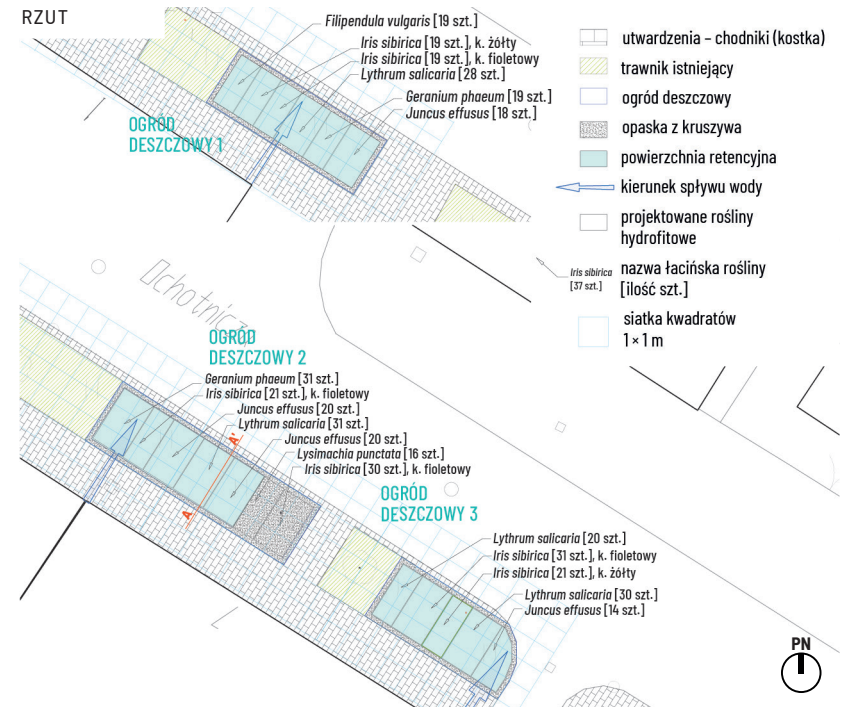 RZUT
Filipendula vulgaris [19 szt.]
Iris sibirica [19 szt.], k. żółty
Iris sibirica [19 szt.], k. fioletowy
Lythrum salicaria [28 szt.]
Geranium phaeum [19 szt.]
Juncus effusus [18 szt.]
OGRÓD
DESZCZOWY 1
utwardzenia – chodniki (kostka)
trawnik istniejący
ogród deszczowy
opaska z kruszywa
powierzchnia retencyjna
kierunek spływu wody
projektowane rośliny
hydrofitowe
Iris sibirica
[37 szt.]
nazwa łacińska rośliny
[ilość szt.]
siatka kwadratów
1 × 1 m
Ochotnicza
OGRÓD
DESZCZOWY 2
Geranium phaeum [31 szt.]
Iris sibirica [21 szt.], k. fioletowy
Juncus effusus [20 szt.]
Lythrum salicaria [31 szt.]
Juncus effusus [20 szt.]
Lysimachia punctata [16 szt.]
Iris sibirica [30 szt.], k. fioletowy
A'
A
OGRÓD
DESZCZOWY 3
Lythrum salicaria [20 szt.]
Iris sibirica [31 szt.], k. fioletowy
Iris sibirica [21 szt.], k. żółty
Lythrum salicaria [30 szt.]
Juncus effusus [14 szt.]
PN